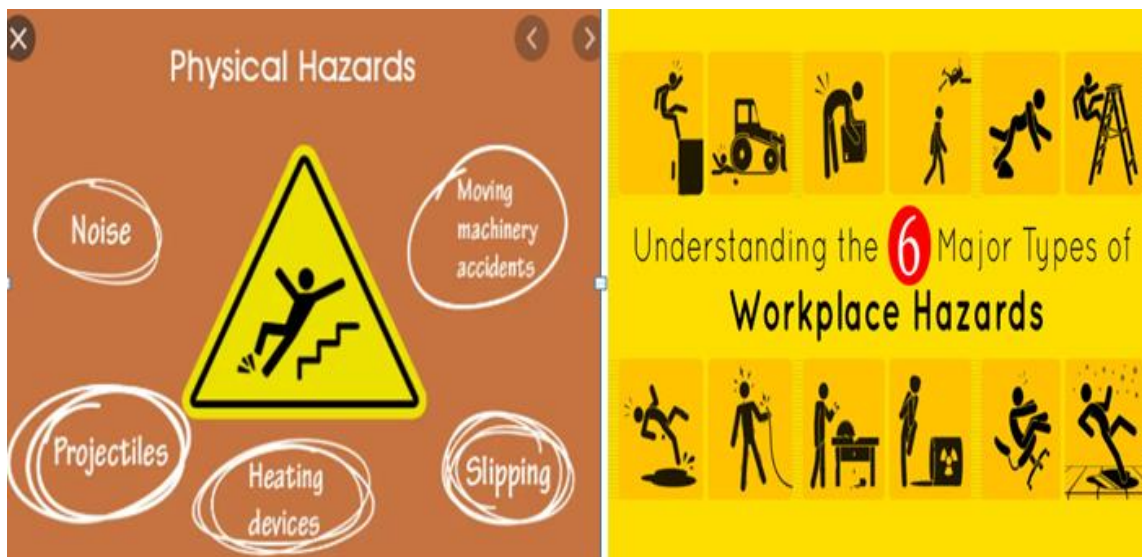 Physical Hazards
Noise
Moving
machinery
accidents
Projectiles
Heating
devices
Slipping
Understanding the 6 Major Types of
Workplace Hazards